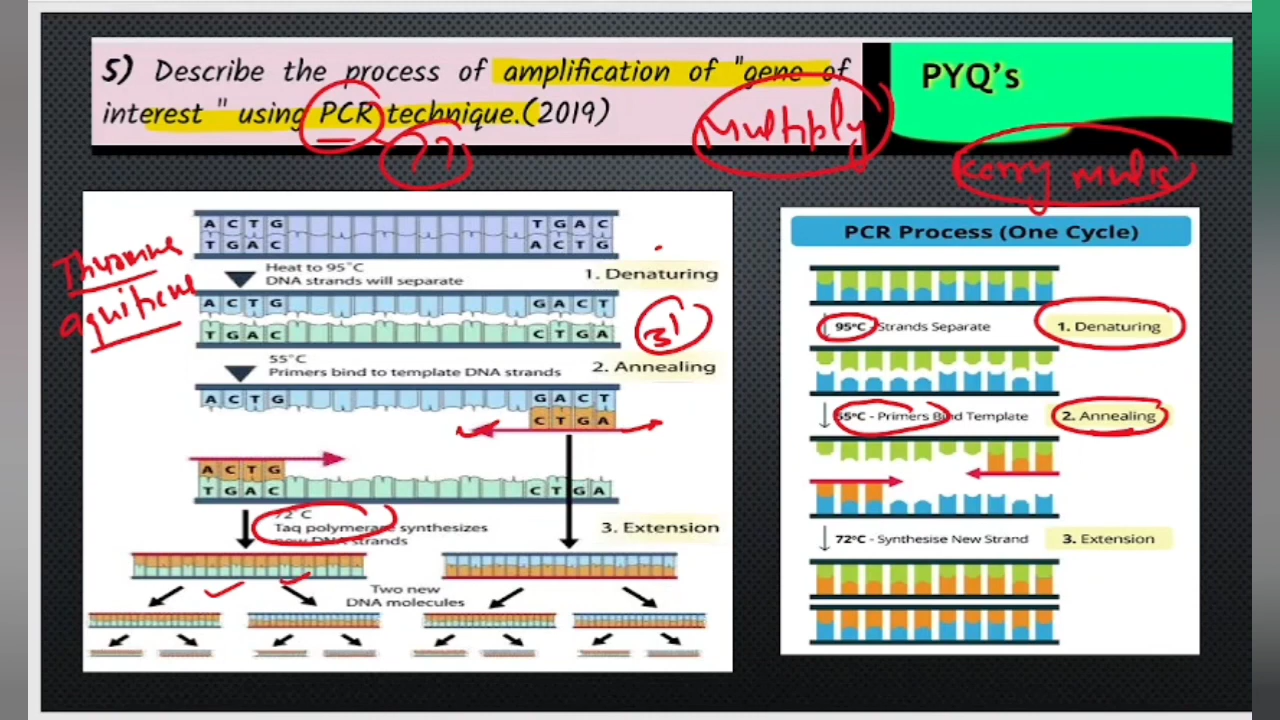 5) Describe the process of amplification of "gene of
interest " using PCR technique.(2019)
PYQ's
??
Multiply
Kerry Mulis
A C T G T G A C
T G A C A C T G
Heat to 95°C
DNA strands will separate
1. Denaturing
A C T G G A C T
T G A C C T G A
3'
55°C
Primers bind to template DNA strands
2. Annealing
A C T G G A C T
C T G A
A C T G
T G A C C T G A
72°C
Taq polymerase synthesizes
new DNA strands
3. Extension
Two new
DNA molecules
PCR Process (One Cycle)
95°C - Strands Separate
1. Denaturing
55°C - Primers Bind Template
2. Annealing
72°C - Synthesise New Strand
3. Extension